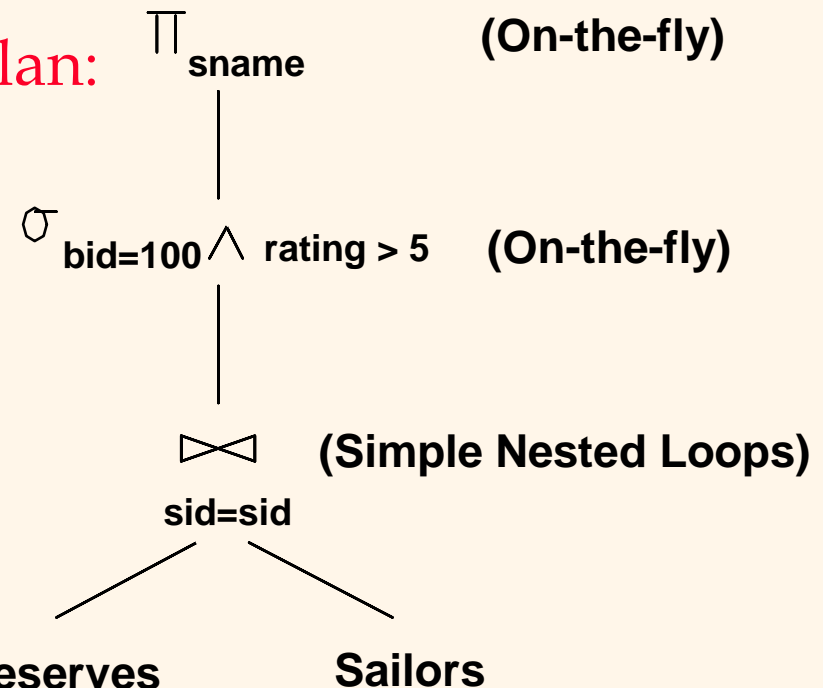 ∏ sname (On-the-fly)
lan:
σ bid=100 ∧ rating > 5 (On-the-fly)
⋈ (Simple Nested Loops)
sid=sid
eserves Sailors